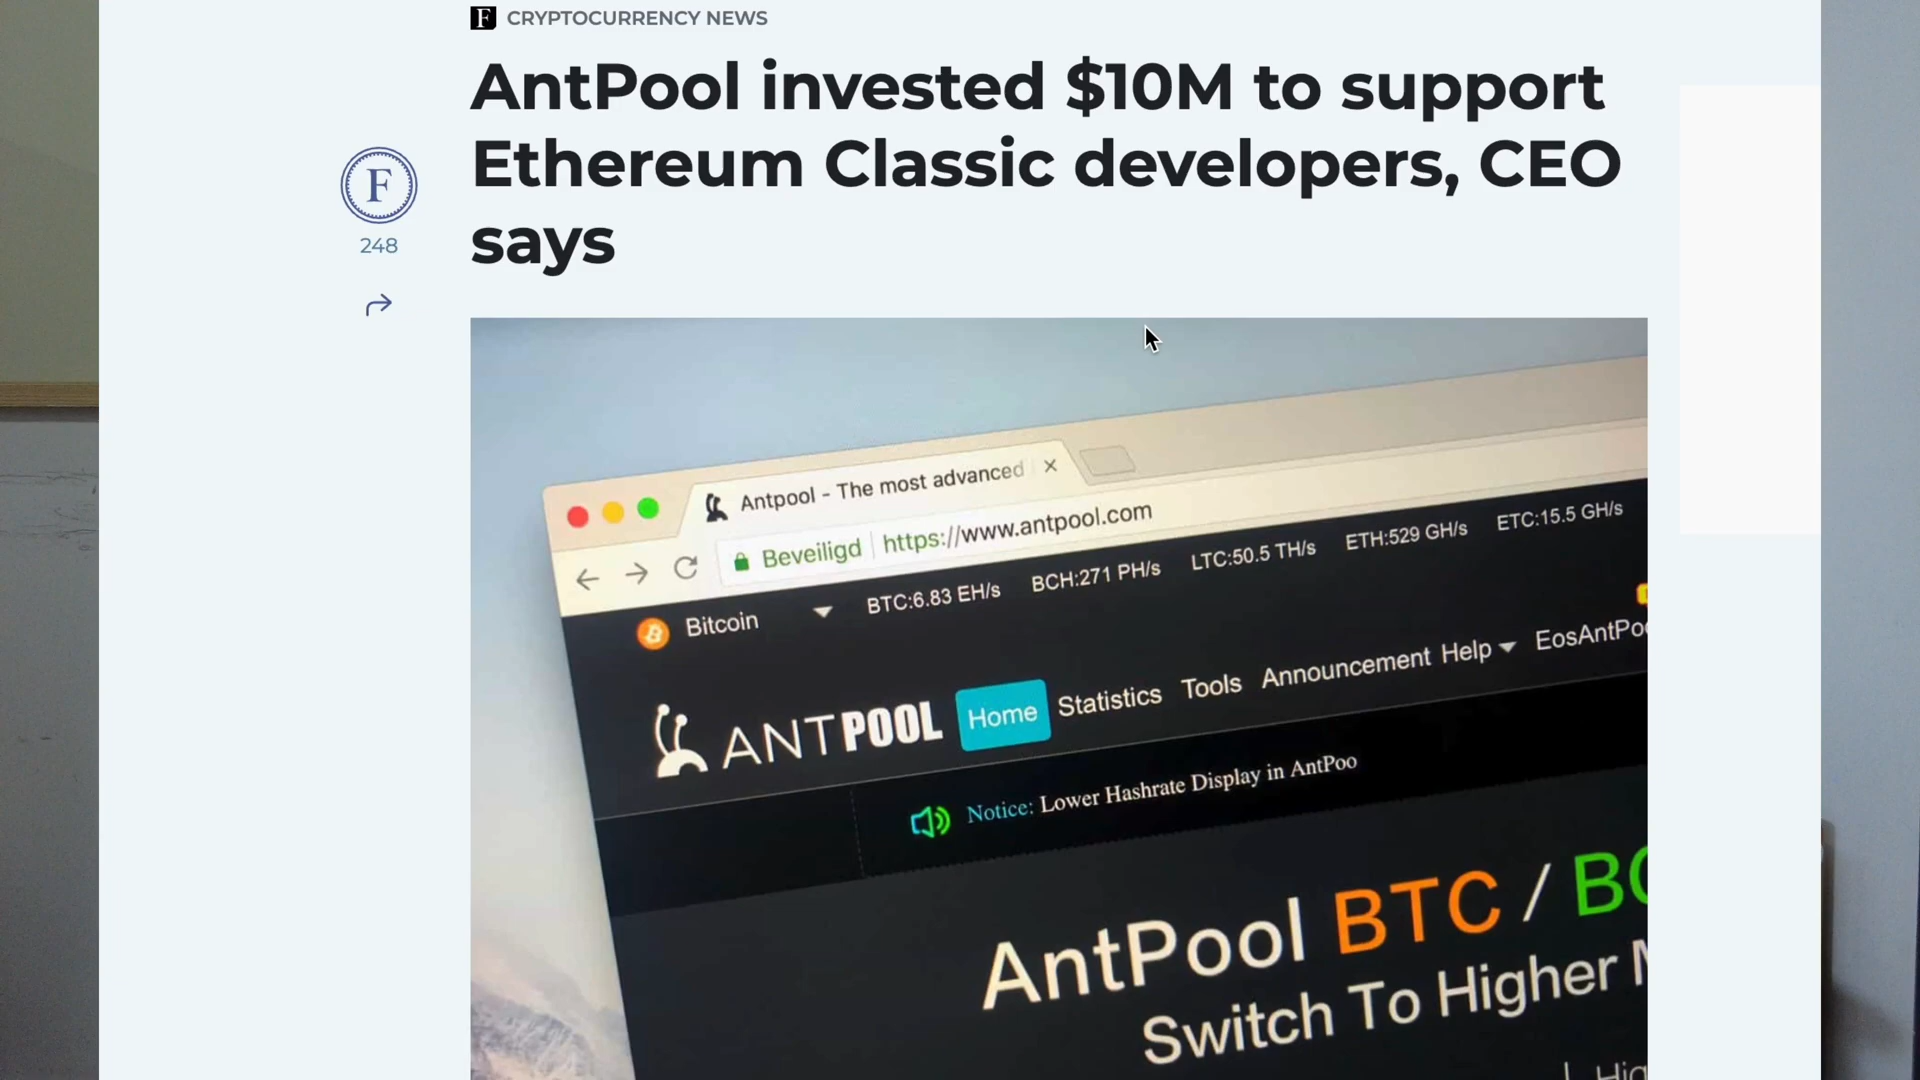 F CRYPTOCURRENCY NEWS
AntPool invested $10M to support
Ethereum Classic developers, CEO
says
F
248
Antpool - The most advanced
Beveiligd https://www.antpool.com
Bitcoin
BTC:6.83 EH/s BCH:271 PH/s LTC:50.5 TH/s ETH:529 GH/s ETC:15.5 GH/s
ANTPOOL Home Statistics Tools Announcement Help EosAntPoo
Notice: Lower Hashrate Display in AntPoo
AntPool BTC / BC
Switch To Higher